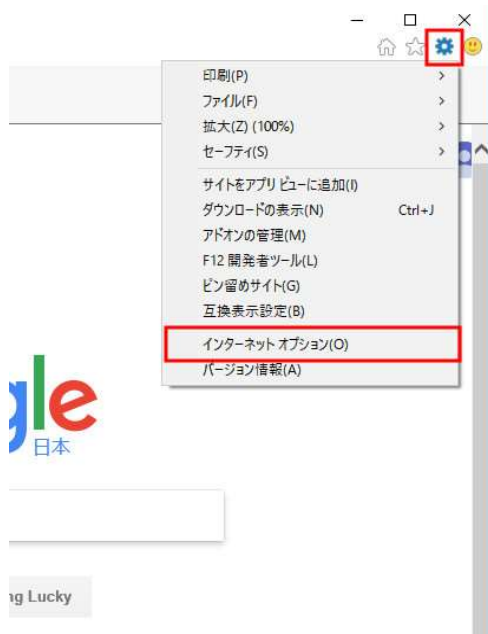 印刷(P)
ファイル(F)
拡大(Z) (100%)
セーフティ(S)
サイトをアプリ ビューに追加(I)
ダウンロードの表示(N) Ctrl+J
アドオンの管理(M)
F12 開発者ツール(L)
ピン留めサイト(G)
互換表示設定(B)
インターネット オプション(O)
バージョン情報(A)
gle
日本
ng Lucky